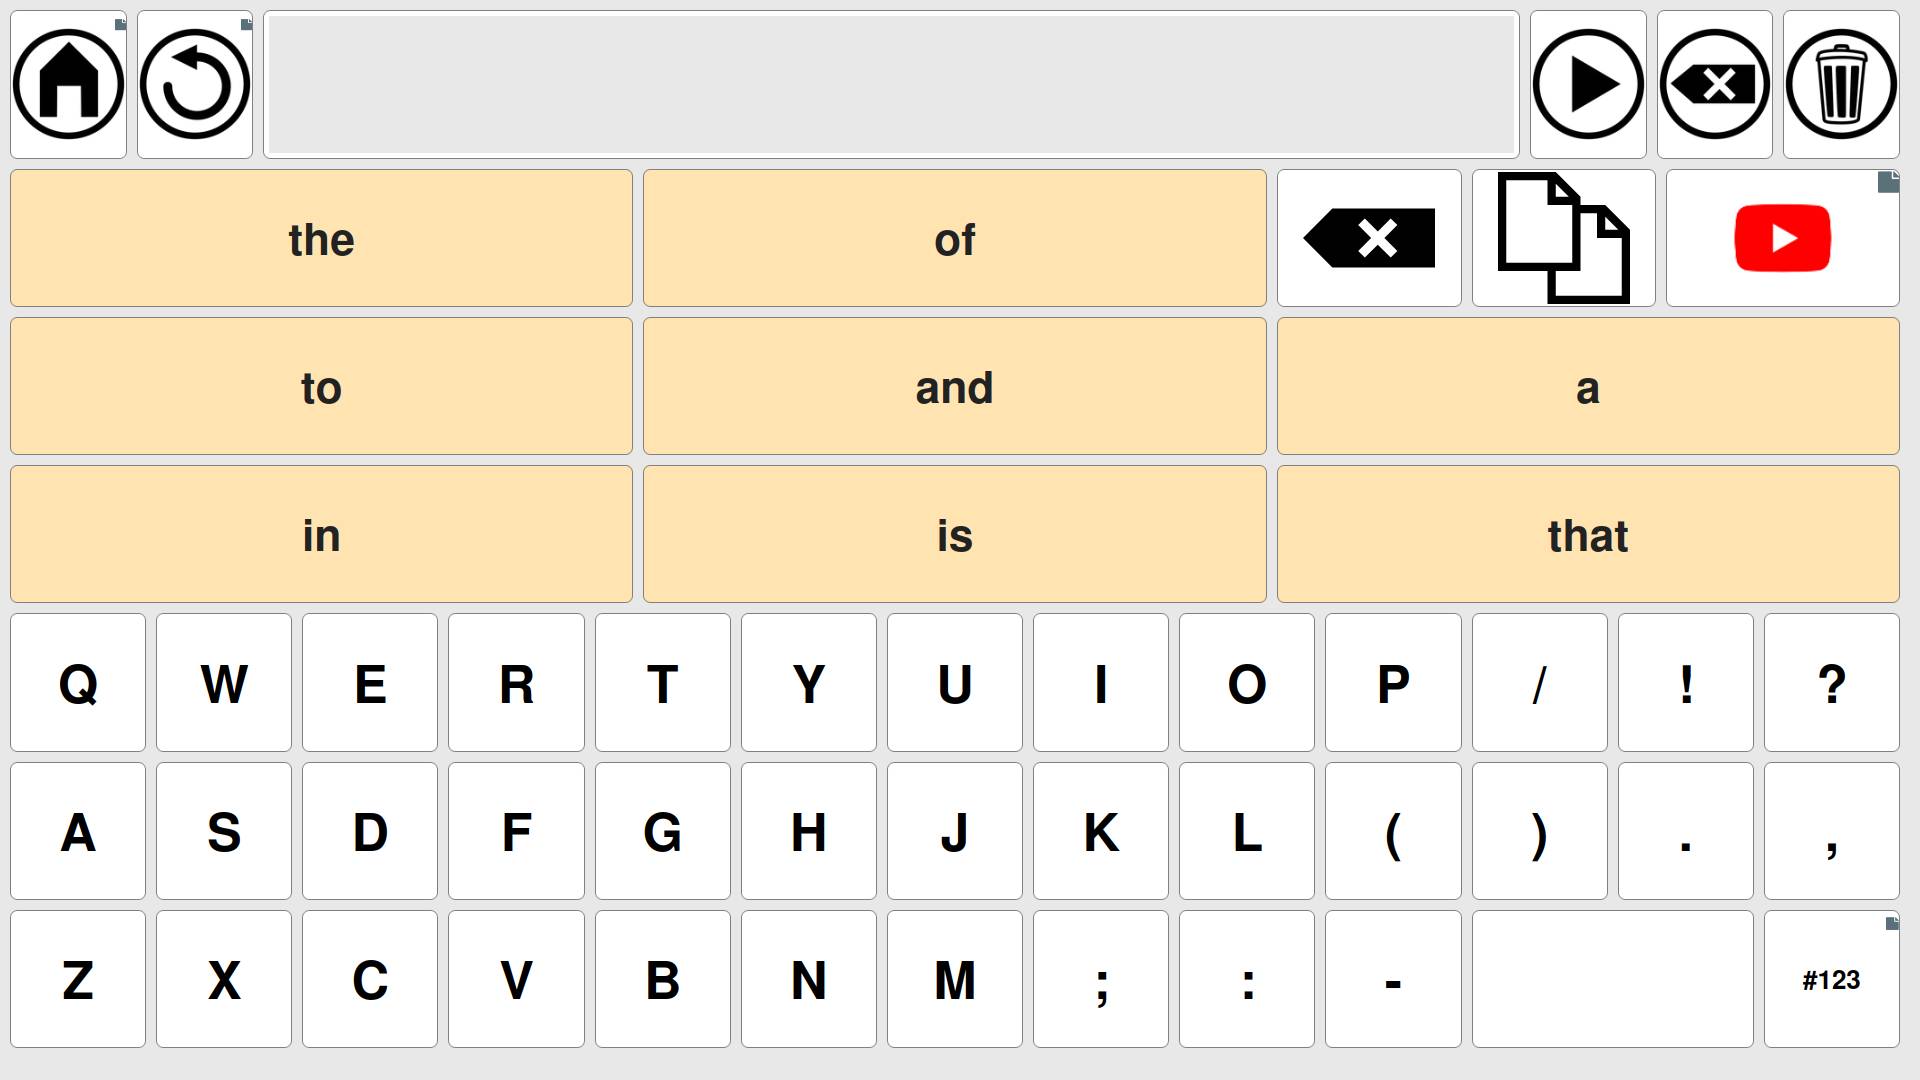 the of
to and a
in is that
Q W E R T Y U I O P / ! ?
A S D F G H J K L ( ) . ,
Z X C V B N M ; : - #123